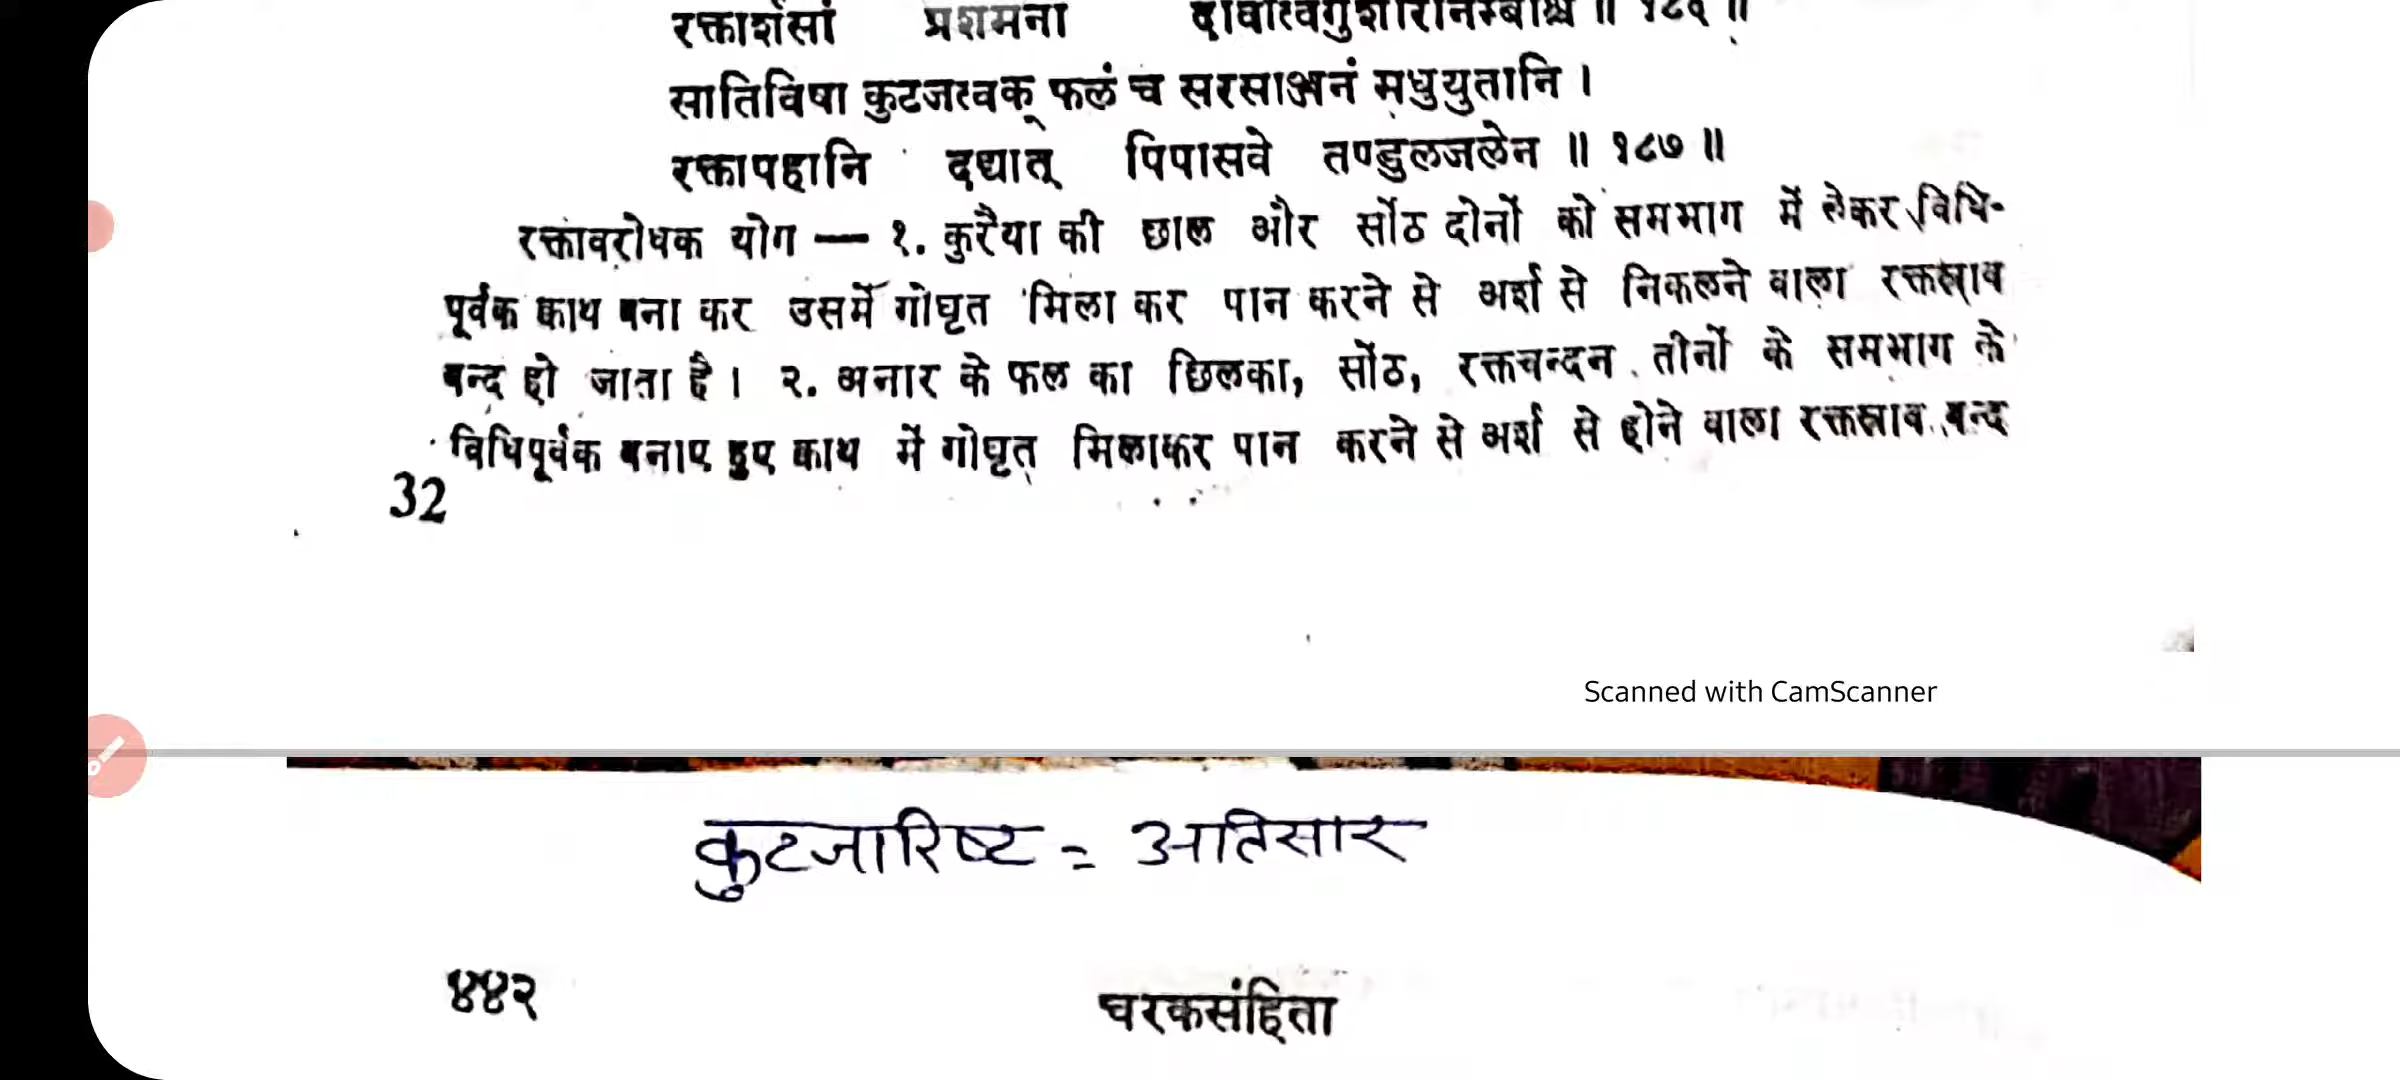 रक्तार्शसां प्रशमना
सातिविषा कुटजत्वक् फलं च सरसाञ्जनं मधुयुतानि ।
रक्तापहानि दद्यात् पिपासवे तण्डुलजलेन ॥ १८७ ॥
रक्तावरोधक योग — १. कुरैया की छाल और सोंठ दोनों को समभाग में लेकर विधि-
पूर्वक क्वाथ बना कर उसमें गोघृत मिला कर पान करने से अर्श से निकलने वाला रक्तस्राव
बन्द हो जाता है । २. अनार के फल का छिलका, सोंठ, रक्तचन्दन तीनों के समभाग के
विधिपूर्वक बनाए हुए क्वाथ में गोघृत मिलाकर पान करने से अर्श से होने वाला रक्तस्राव बन्द
32
Scanned with CamScanner
कुटजारिष्ट = अतिसार
४४२ चरकसंहिता